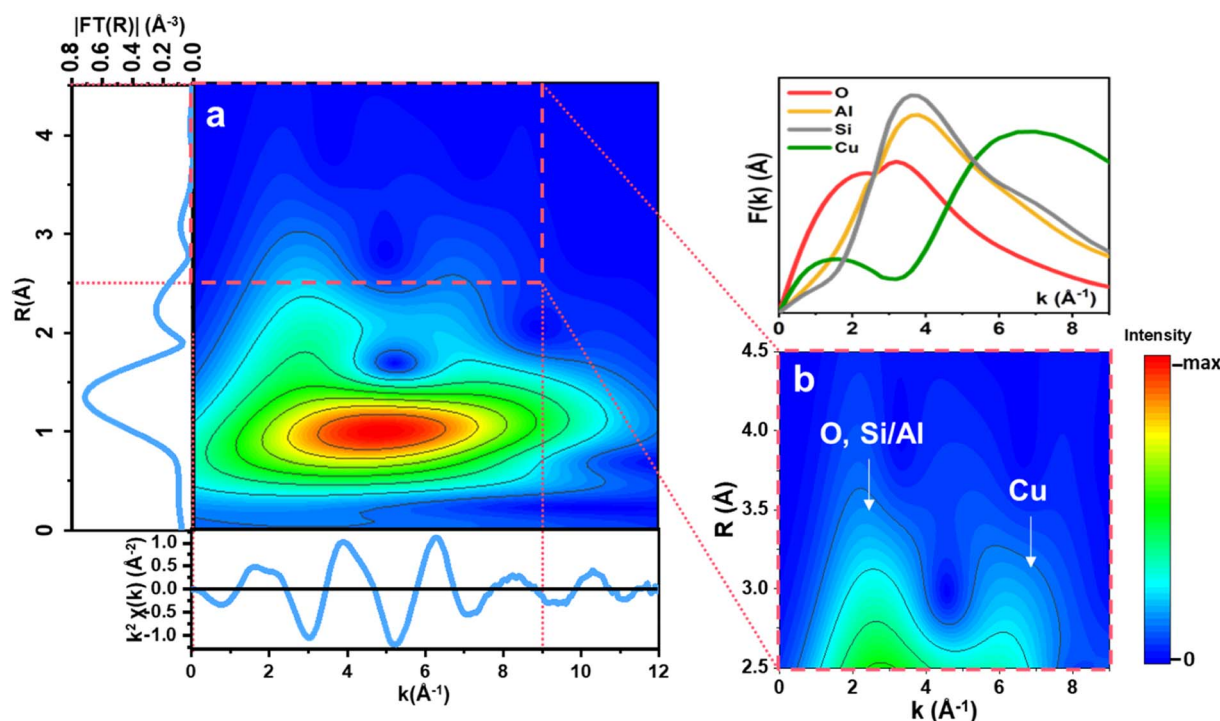 |FT(R)| (Å⁻³)
0.8 0.6 0.4 0.2 0.0
a
R(Å)
4
3
2
1
0
k² χ(k) (Å⁻²)
1.0
0.5
0.0
-0.5
-1.0
0 2 4 6 8 10 12
k(Å⁻¹)
O
Al
Si
Cu
F(k) (Å)
k (Å⁻¹)
0 2 4 6 8
b
O, Si/Al
Cu
R (Å)
4.5
4.0
3.5
3.0
2.5
0 2 4 6 8
k (Å⁻¹)
Intensity
max
0